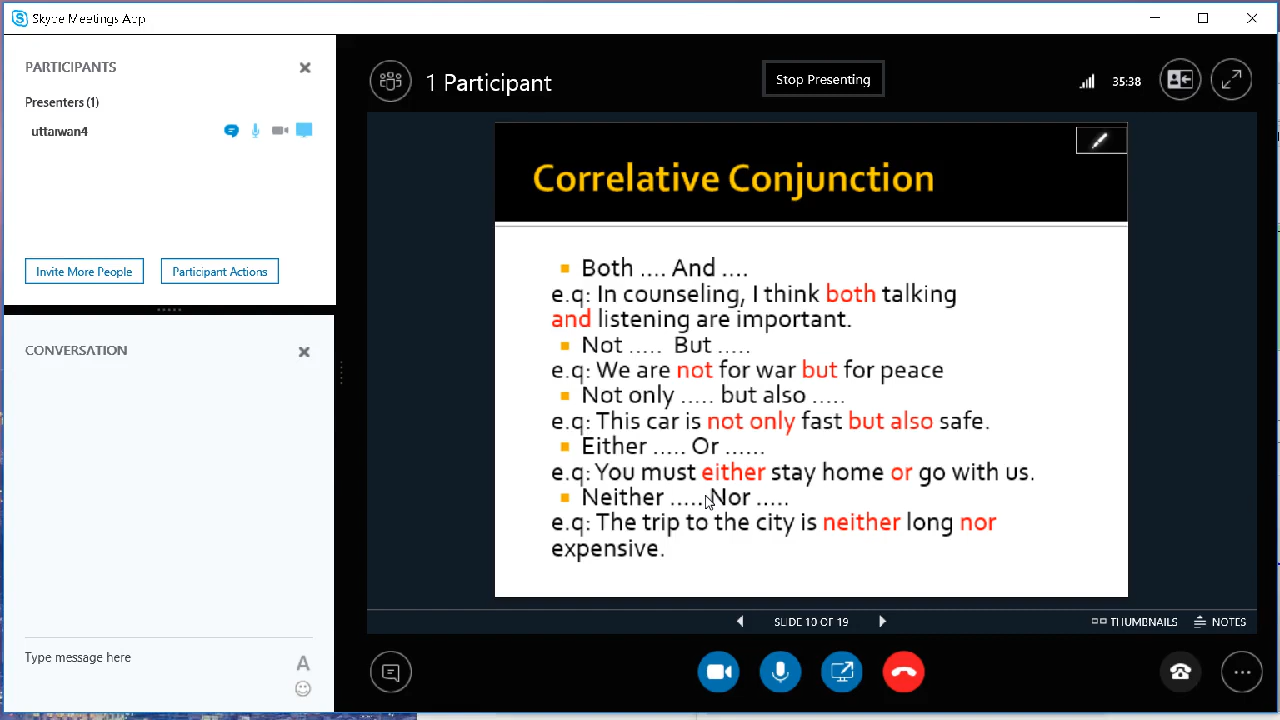 Skype Meetings App
PARTICIPANTS
Presenters (1)
uttarwan4
Invite More People
Participant Actions
CONVERSATION
Type message here
A
1 Participant
Stop Presenting
35:38
Correlative Conjunction
Both .... And ....
e.q: In counseling, I think both talking
and listening are important.
Not ..... But .....
e.q: We are not for war but for peace
Not only ..... but also .....
e.q: This car is not only fast but also safe.
Either ..... Or ......
e.q: You must either stay home or go with us.
Neither ..... Nor .....
e.q: The trip to the city is neither long nor
expensive.
SLIDE 10 OF 19
THUMBNAILS
NOTES